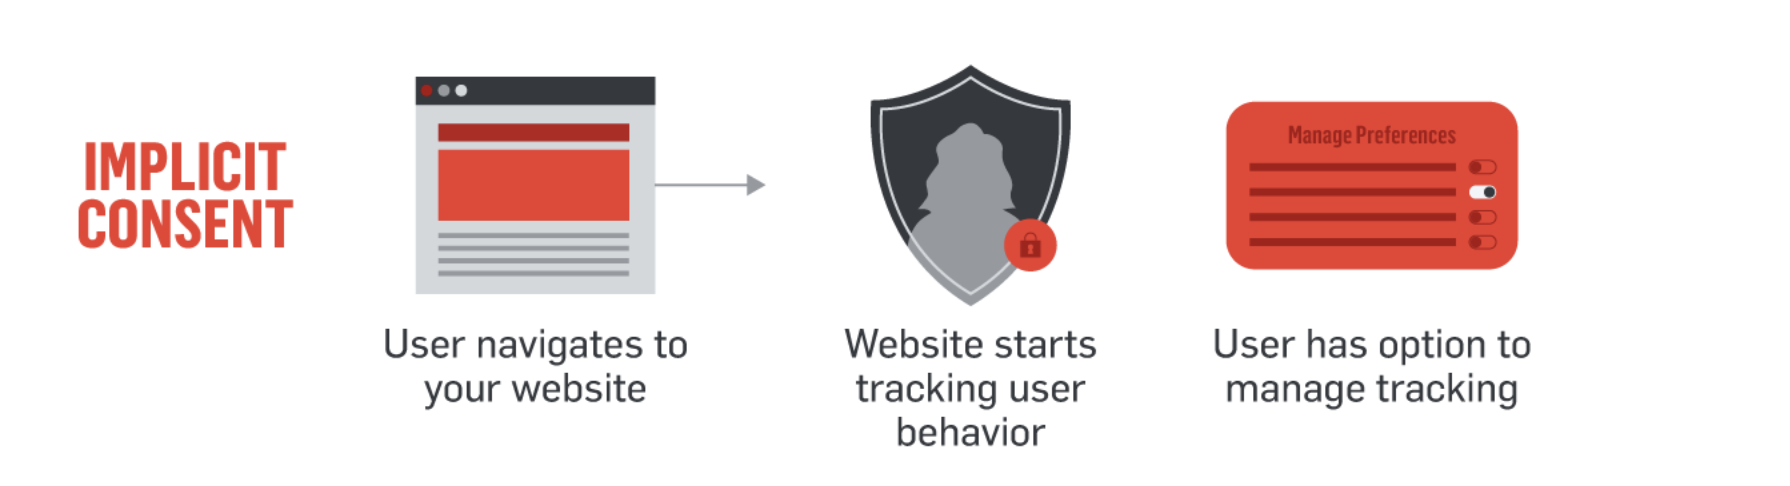 IMPLICIT
CONSENT
User navigates to
your website
Website starts
tracking user
behavior
Manage Preferences
User has option to
manage tracking